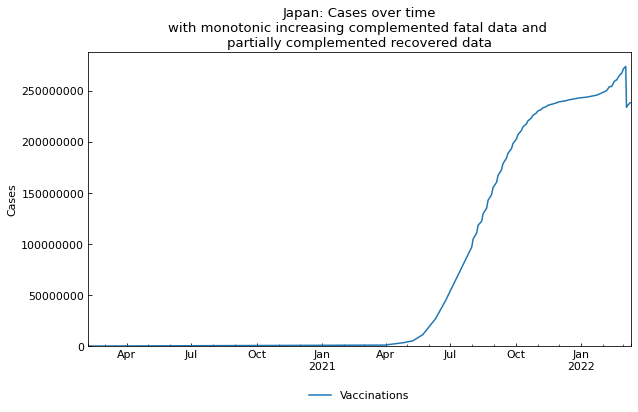 Japan: Cases over time
with monotonic increasing complemented fatal data and
partially complemented recovered data
250000000
200000000
150000000
100000000
50000000
0
Cases
Apr
Jul
Oct
Jan
2021
Apr
Jul
Oct
Jan
2022
Vaccinations